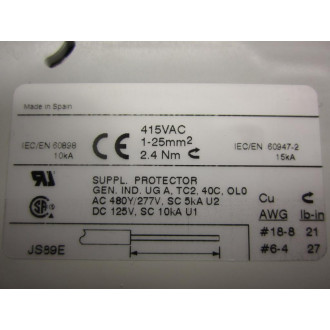 Made in Spain
415VAC
IEC/EN 60898
10kA
CE
1-25mm²
2.4 Nm
IEC/EN 60947-2
15kA
SUPPL. PROTECTOR
GEN. IND. UG A, TC2, 40C, OL0
AC 480Y/277V, SC 5kA U2
DC 125V, SC 10kA U1
Cu
AWG lb-in
#18-8 21
#6-4 27
JS89E